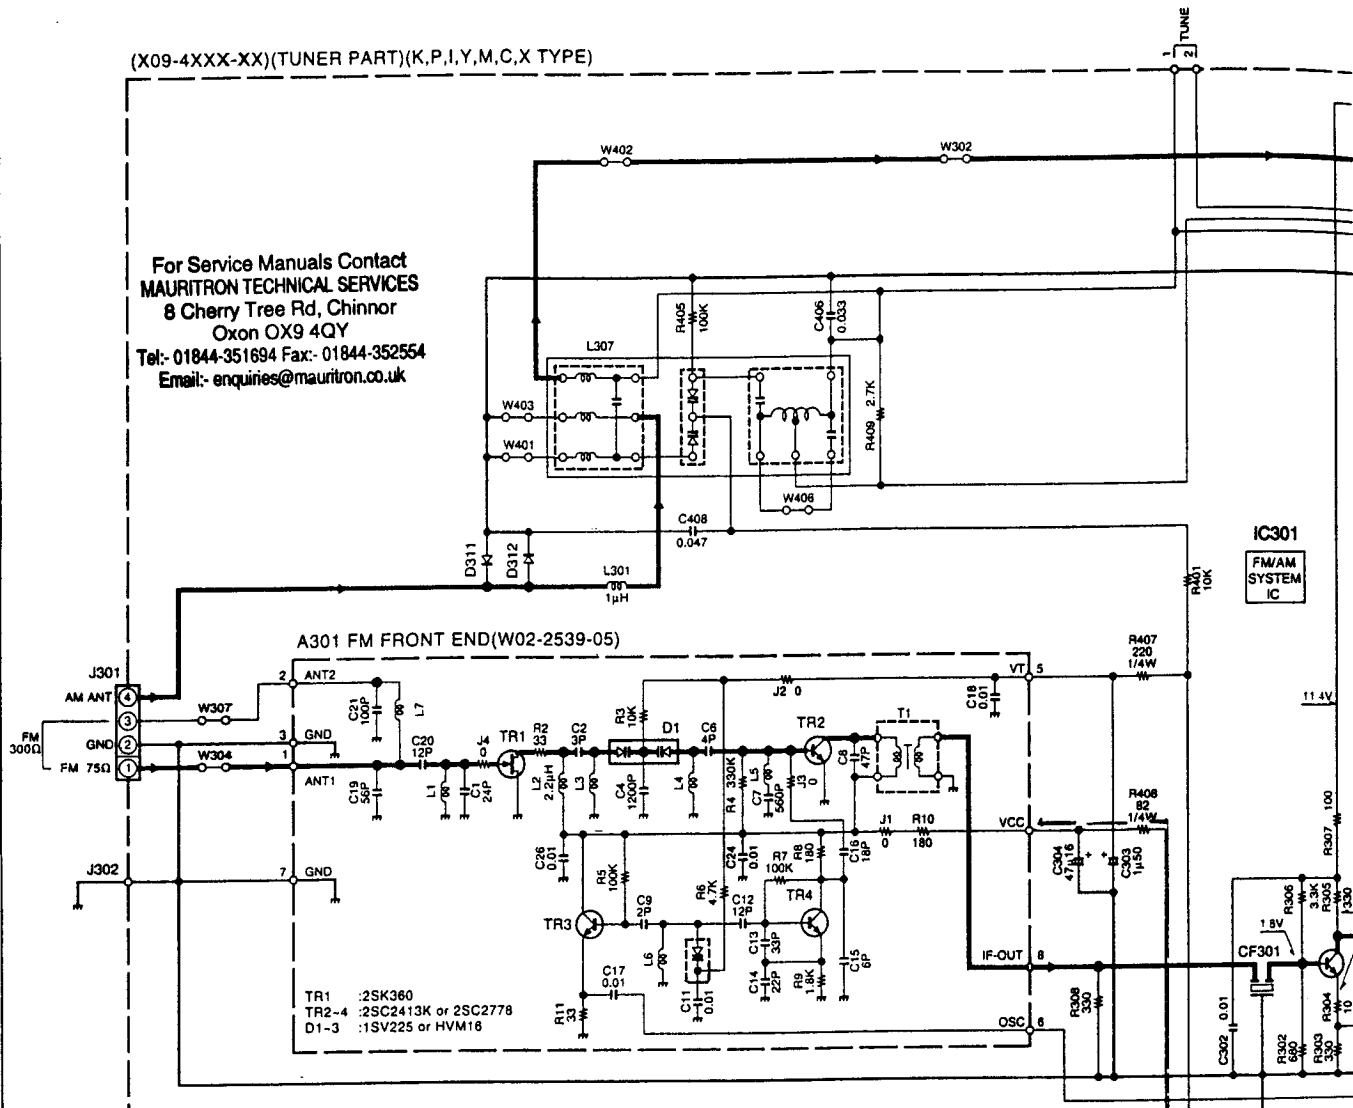 TUNE
1
2
(X09-4XXX-XX)(TUNER PART)(K,P,I,Y,M,C,X TYPE)
W402
W302
For Service Manuals Contact
MAURITRON TECHNICAL SERVICES
8 Cherry Tree Rd, Chinnor
Oxon OX9 4QY
Tel:- 01844-351694 Fax:- 01844-352554
Email:- enquiries@mauritron.co.uk
R405
100K
C406
0.033
L307
R409 2.7K
W403
W401
W406
C408
0.047
D311
D312
L301
1μH
R401
10K
IC301
FM/AM
SYSTEM
IC
A301 FM FRONT END(W02-2539-05)
J301
AM ANT 4
3
GND 2
FM 75Ω 1
FM
300Ω
W307
W304
2 ANT2
3 GND
1
ANT1
C21
100P
L7
C20
12P
C19
56P
L1
C1
24P
J4
0
TR1
R2
33
C2
3P
L2
2.2μH
L3
R3
10K
D1
C4
1200P
C6
4P
L4
R4 330K
L5
C7
560P
J3
0
TR2
C8
47P
T1
J2 0
C18
0.01
VT 5
R407
220
1/4W
11.4V
VCC 4
R408
82
1/4W
J1
0
R10
180
C304
47μ16
C303
1μ50
R307 100
J302
7 GND
C26
0.01
R5
100K
C24
0.01
R6
4.7K
R7
100K
R8
180
C16
18P
TR3
C9
2P
L6
C12
12P
TR4
C13
33P
C14
22P
R9
1.8K
C15
6P
C11
0.01
C17
0.01
R11
33
IF-OUT 8
OSC 6
R308
330
CF301
1.8V
R306
3.3K
R305
330
R304
10
C302 0.01
R302
680
R303
330
TR1 :2SK360
TR2~4 :2SC2413K or 2SC2778
D1-3 :1SV225 or HVM16